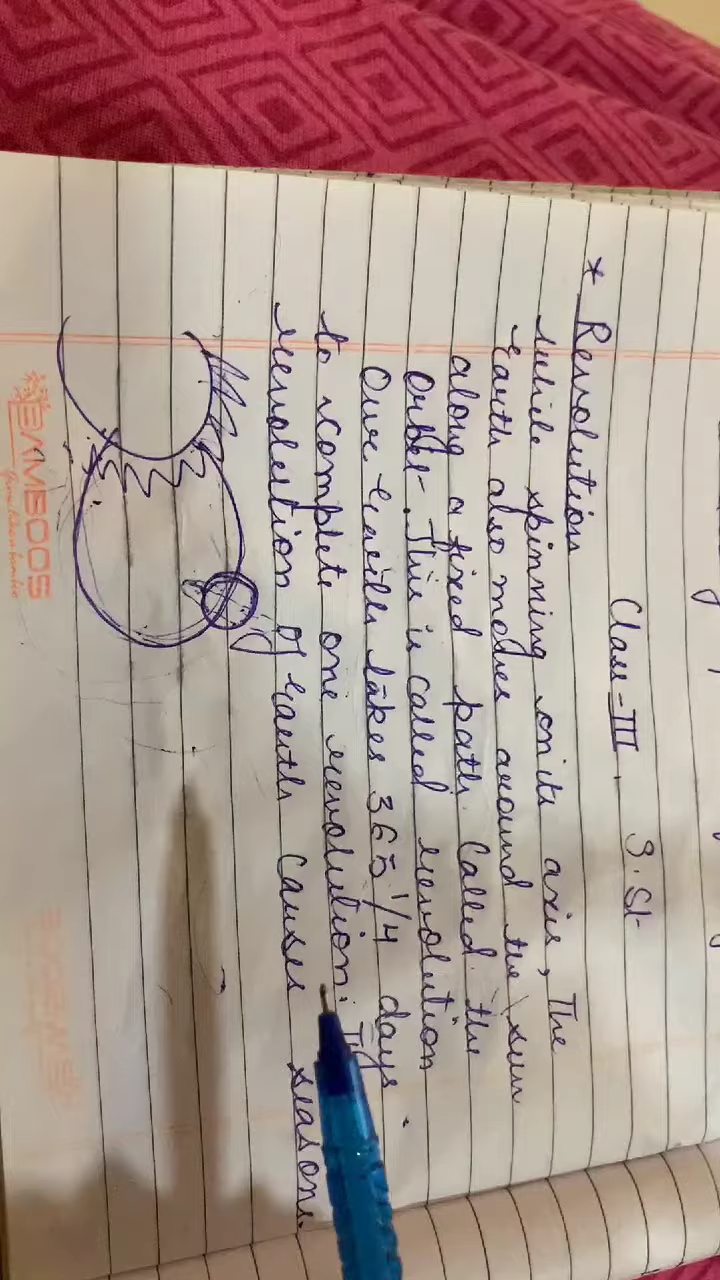 Class-III. S.St
* Revolution
while spinning on its axis, The
earth also moves around the sun
along a fixed path. Called the
Orbit. This is called revolution
Our Earth takes 365 1/4 days.
to complete one revolution.
revolution of earth causes seasons.
BAMBOOS